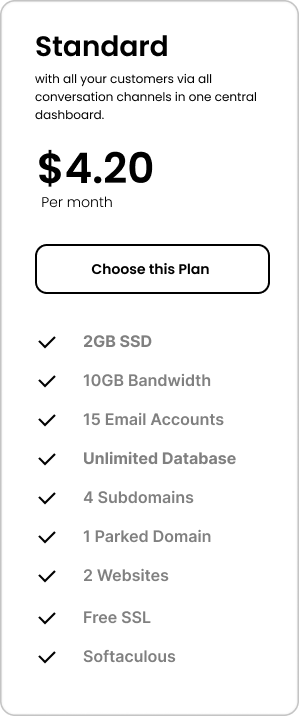 Standard
with all your customers via all
conversation channels in one central
dashboard.
$4.20
Per month
Choose this Plan
2GB SSD
10GB Bandwidth
15 Email Accounts
Unlimited Database
4 Subdomains
1 Parked Domain
2 Websites
Free SSL
Softaculous